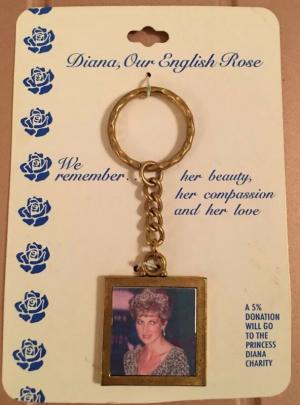 Diana, Our English Rose
We
remember.. her beauty,
her compassion
and her love
A 5%
DONATION
WILL GO
TO THE
PRINCESS
DIANA
CHARITY